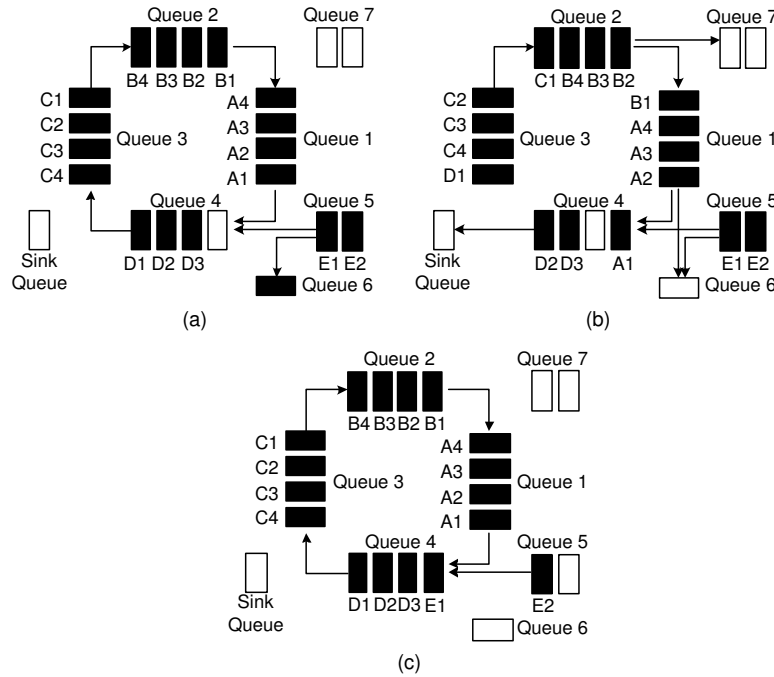 Queue 2
Queue 7
B4 B3 B2 B1
C1
C2
C3
C4
Queue 3
A4
A3
A2
A1
Queue 1
Queue 4
Queue 5
D1 D2 D3
E1 E2
Sink
Queue
Queue 6
(a)
Queue 2
Queue 7
C1 B4 B3 B2
C2
C3
C4
D1
Queue 3
B1
A4
A3
A2
Queue 1
Queue 4
Queue 5
D2 D3
A1
E1 E2
Sink
Queue
Queue 6
(b)
Queue 2
Queue 7
B4 B3 B2 B1
C1
C2
C3
C4
Queue 3
A4
A3
A2
A1
Queue 1
Queue 4
Queue 5
D1 D2 D3 E1
E2
Sink
Queue
Queue 6
(c)